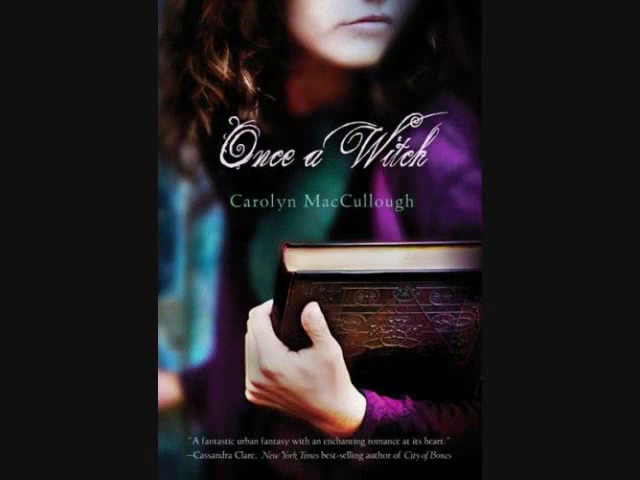 Once a Witch
Carolyn MacCullough
"A fantastic urban fantasy with an enchanting romance at its heart."
—Cassandra Clare, New York Times best-selling author of City of Bones